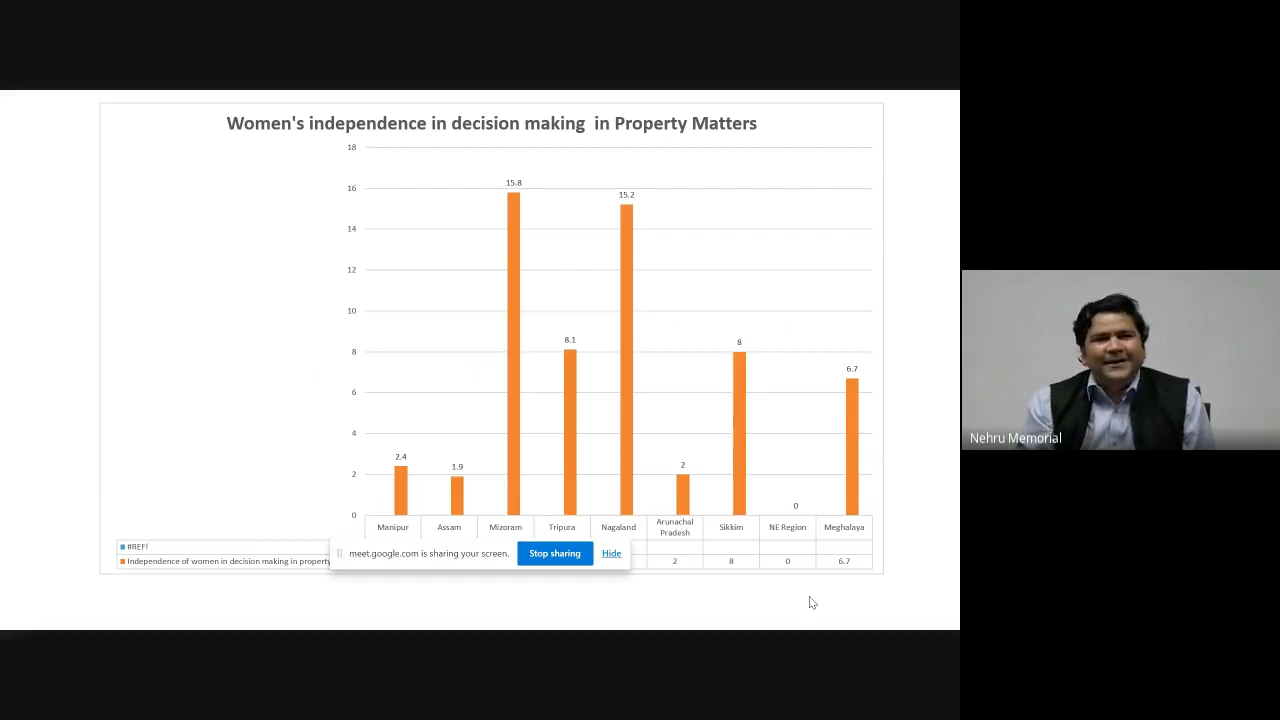 Women's independence in decision making in Property Matters
18
16
14
12
10
8
6
4
2
0
2.4
1.9
15.8
8.1
15.2
2
8
0
6.7
Manipur
Assam
Mizoram
Tripura
Nagaland
Arunachal
Pradesh
Sikkim
NE Region
Meghalaya
#REF!
Independence of women in decision making in property
2 8 0 6.7
meet.google.com is sharing your screen.
Stop sharing
Hide
Nehru Memorial